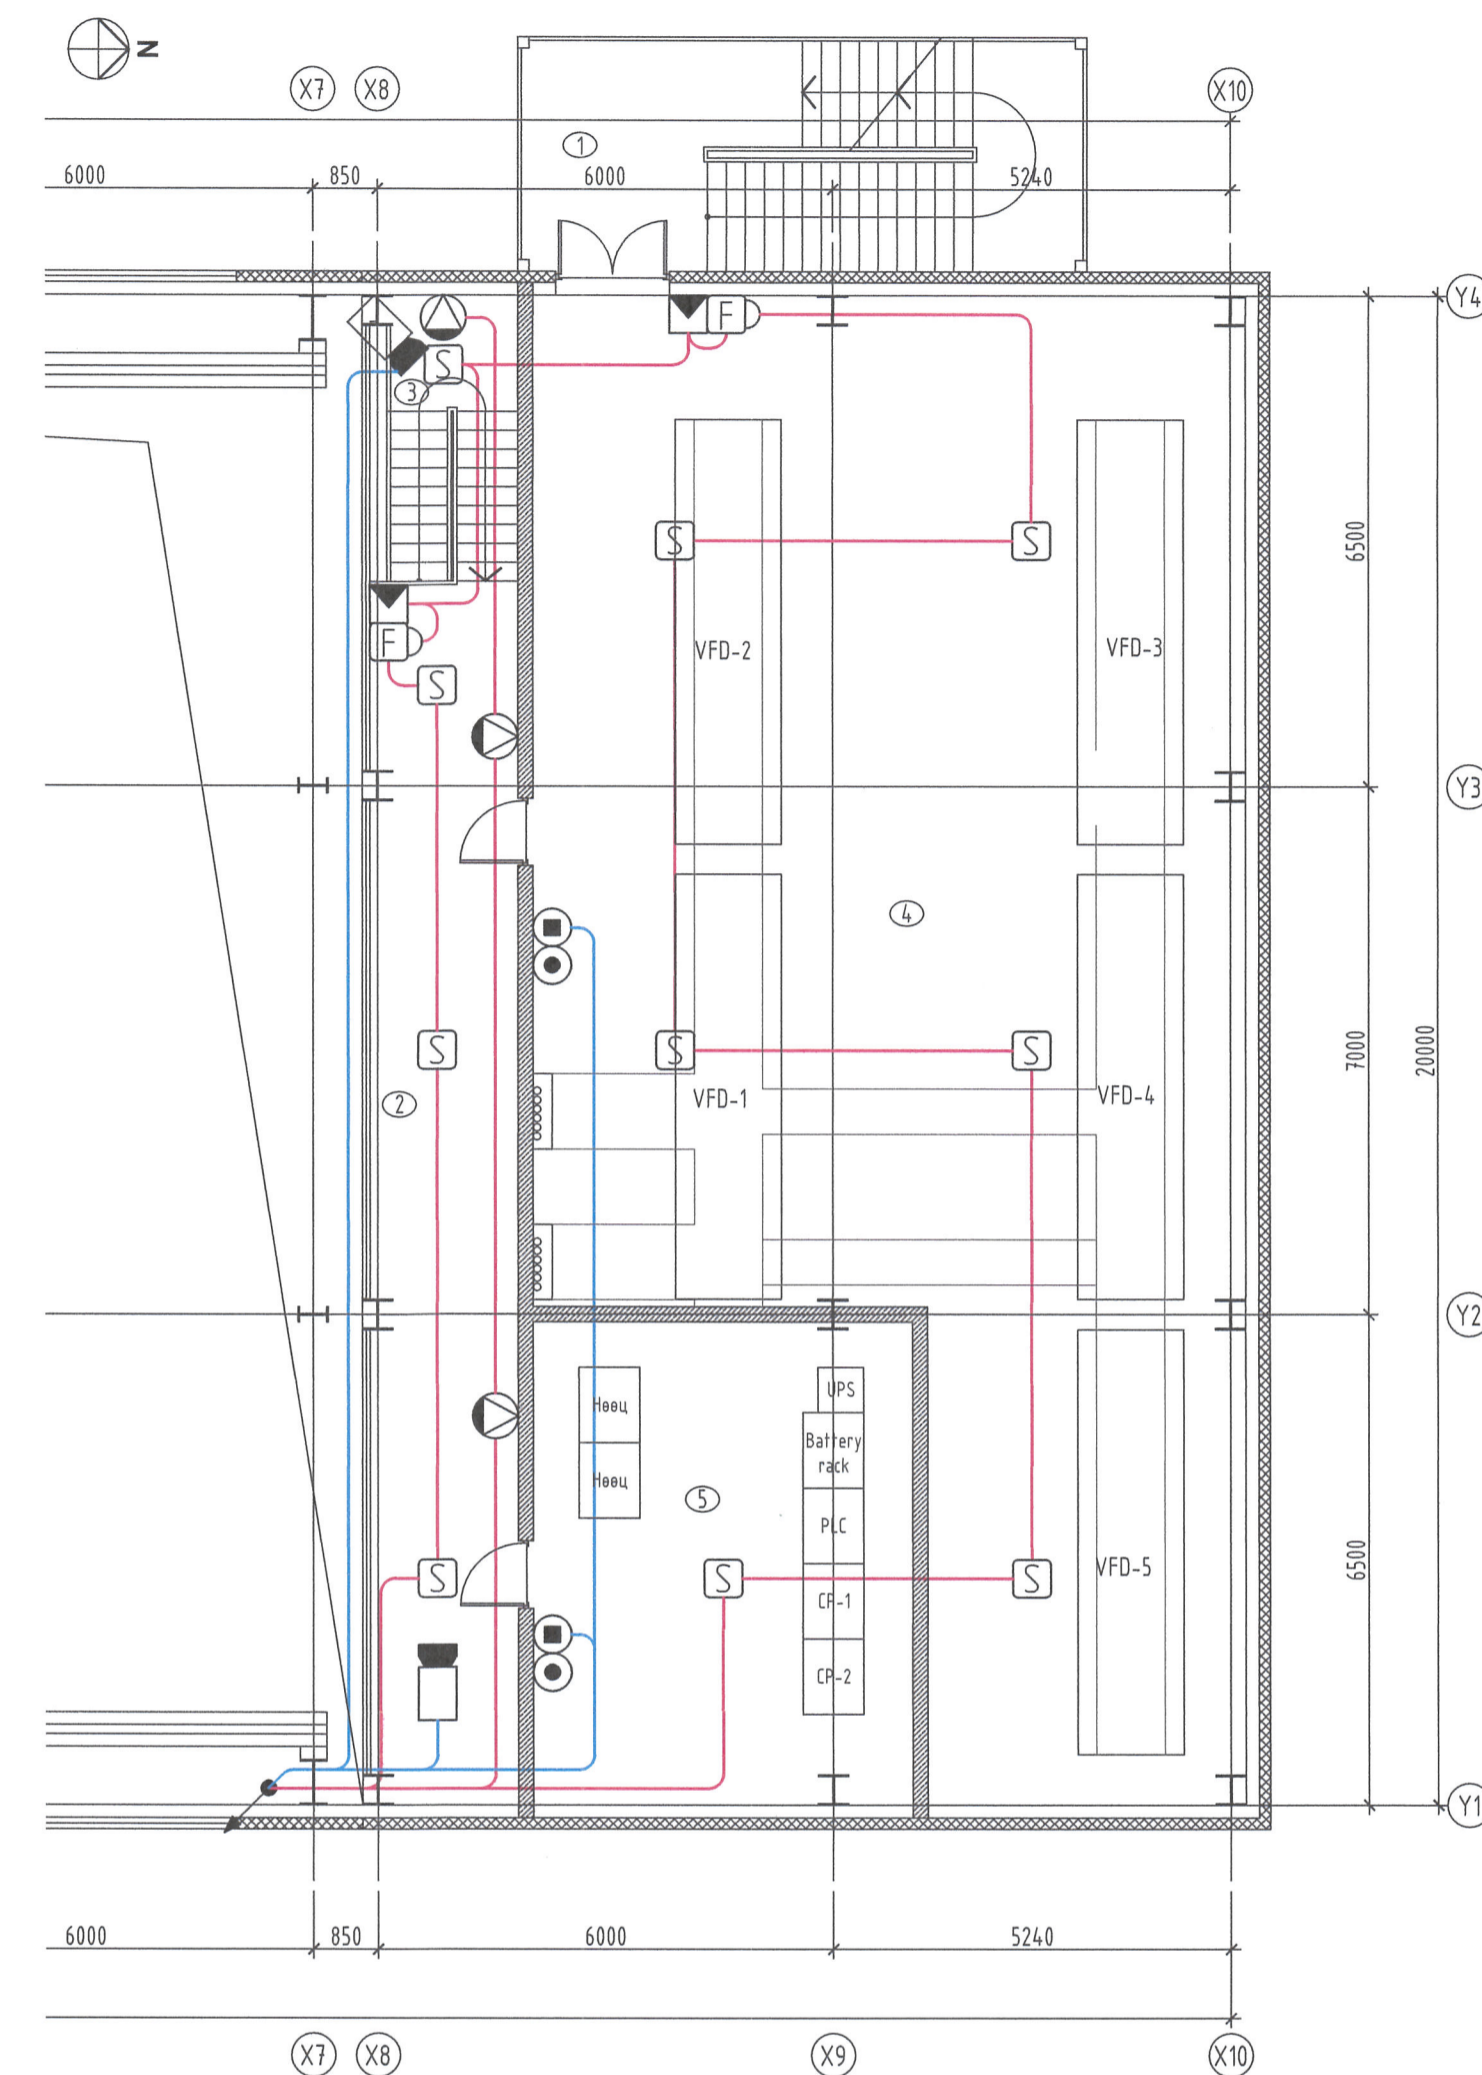 N
X7
X8
X10
1
6000
850
6000
5240
Y4
F
S
3
S
S
6500
F
VFD-2
VFD-3
S
Y3
4
S
S
S
7000
20000
2
VFD-1
VFD-4
Y2
UPS
Нөөц
Battery
rack
Нөөц
5
PLC
S
S
S
VFD-5
6500
CP-1
CP-2
Y1
6000
850
6000
5240
X7
X8
X9
X10